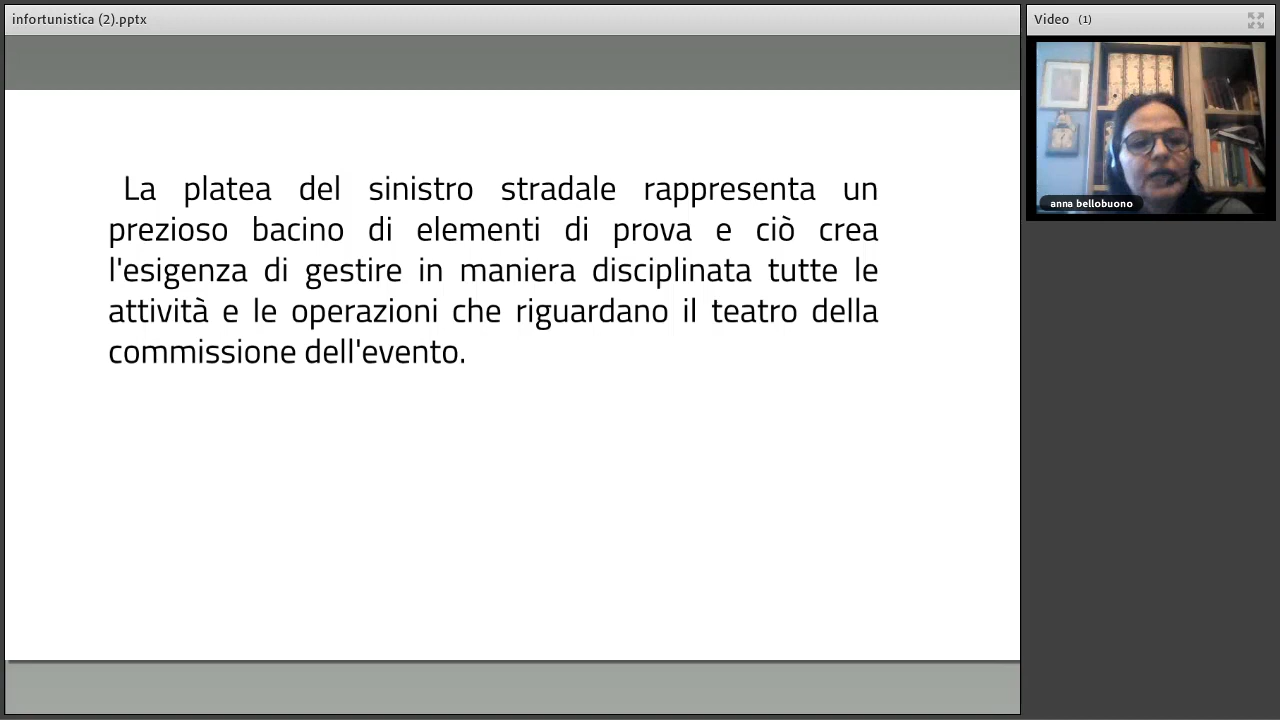 infortunistica (2).pptx
Video (1)
anna bellobuono
La platea del sinistro stradale rappresenta un
prezioso bacino di elementi di prova e ciò crea
l'esigenza di gestire in maniera disciplinata tutte le
attività e le operazioni che riguardano il teatro della
commissione dell'evento.